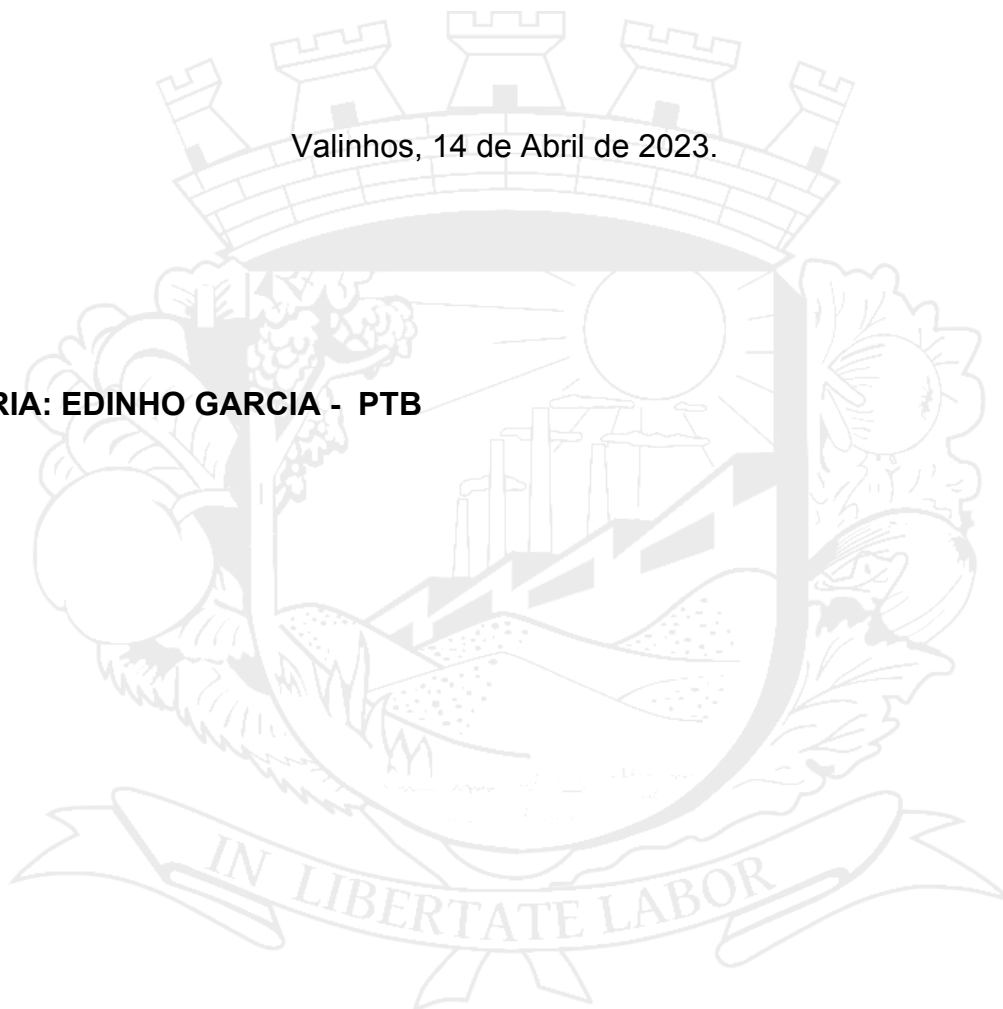 Valinhos, 14 de Abril de 2023.
RIA: EDINHO GARCIA - PTB
IN LIBERTATE LABOR